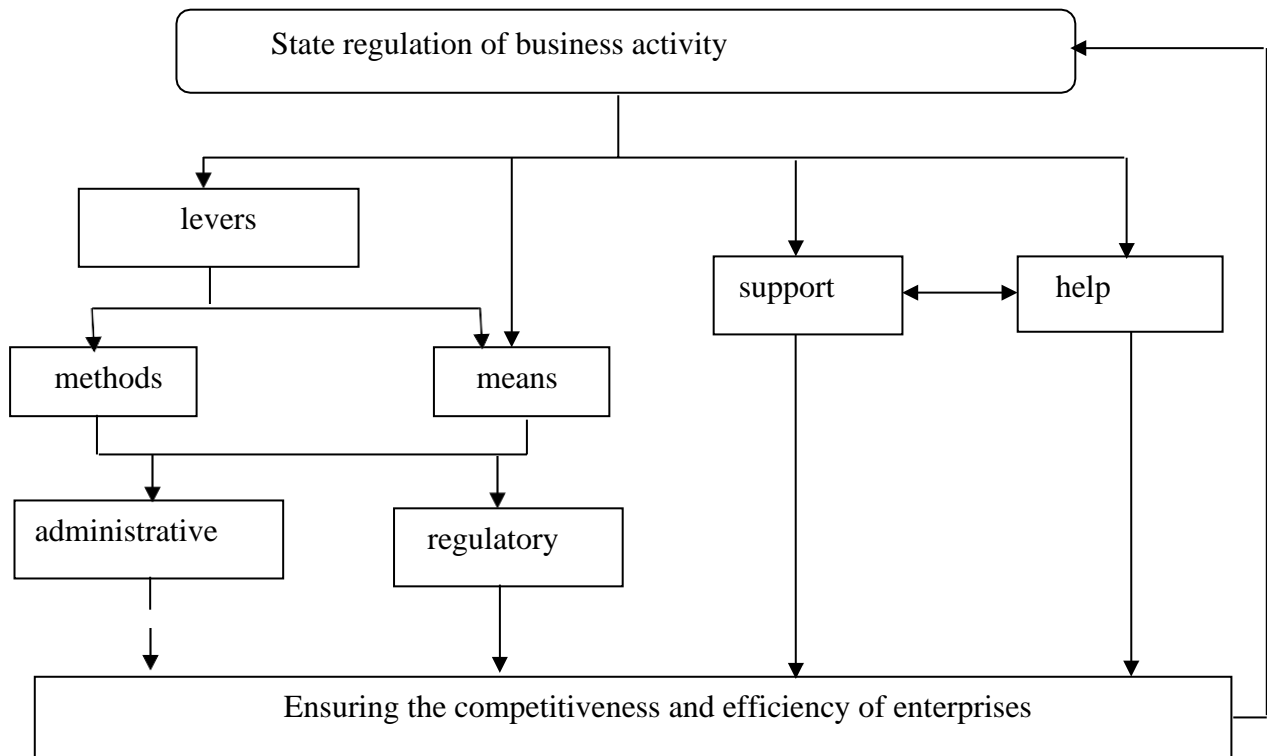 State regulation of business activity
levers
support
help
methods
means
administrative
regulatory
Ensuring the competitiveness and efficiency of enterprises